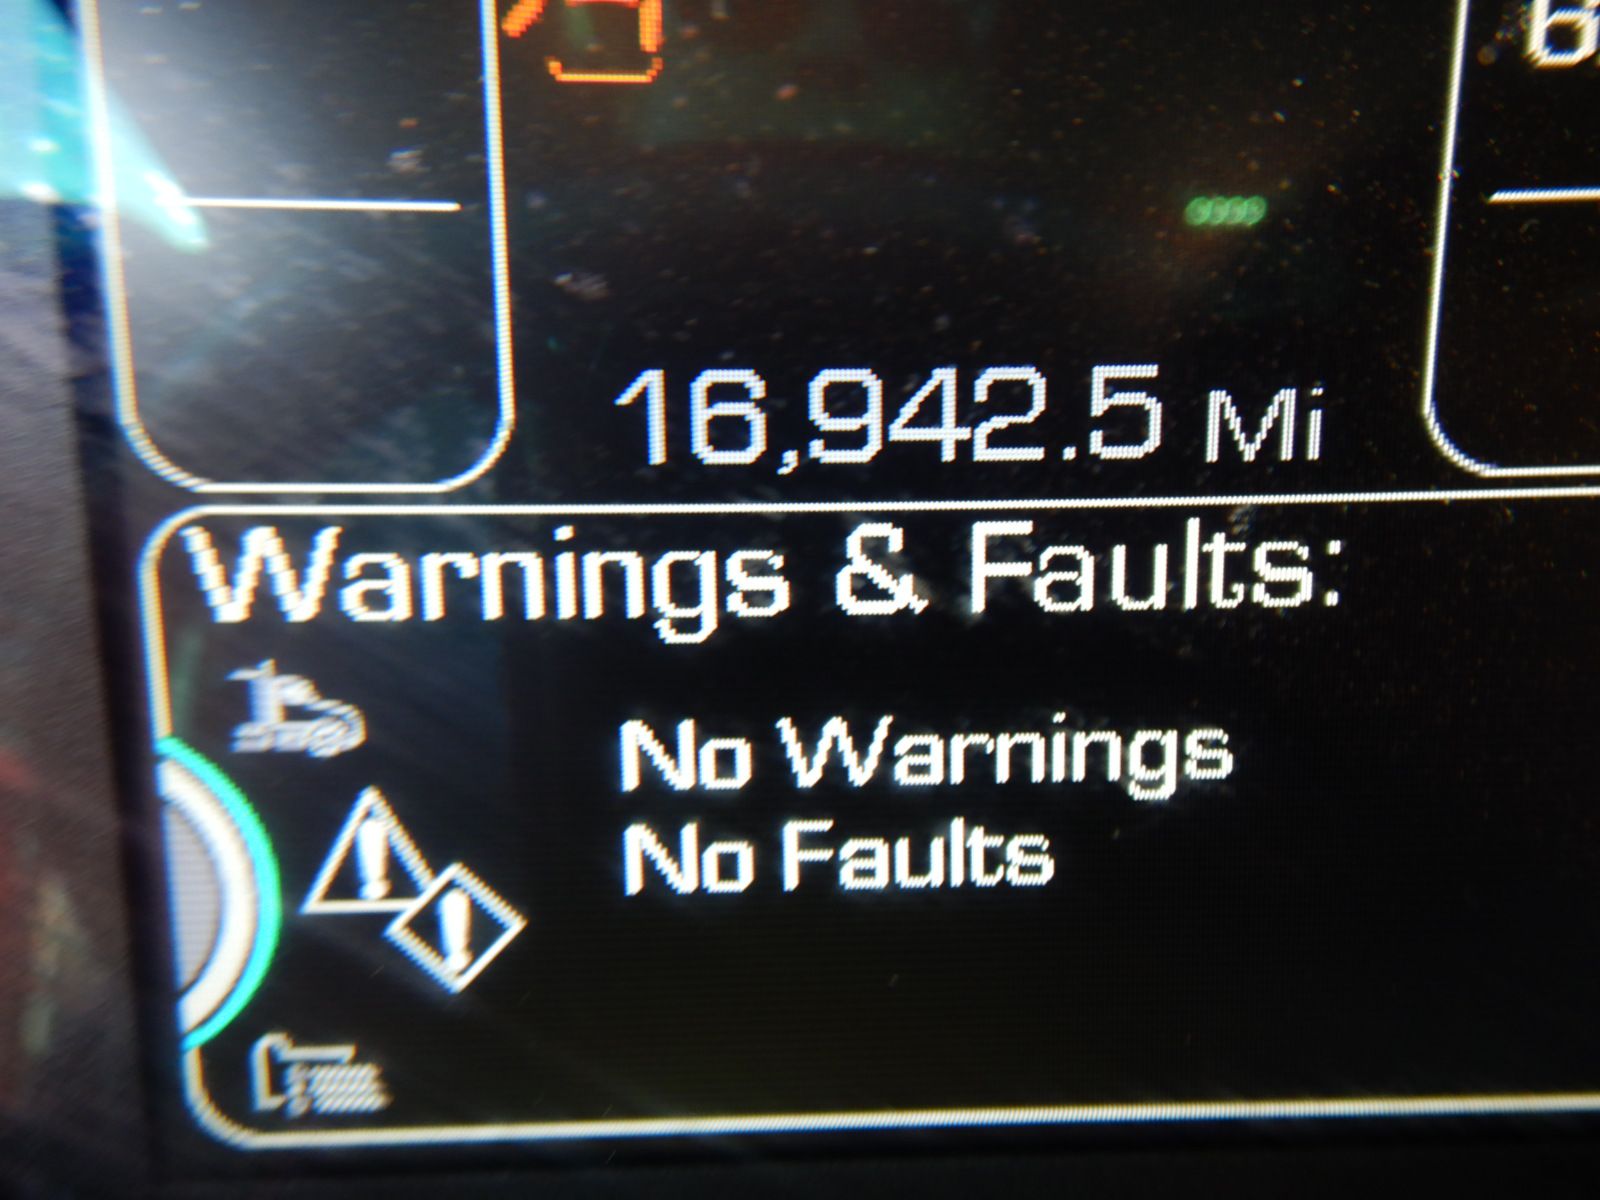 16,942.5 Mi
Warnings & Faults:
No Warnings
No Faults